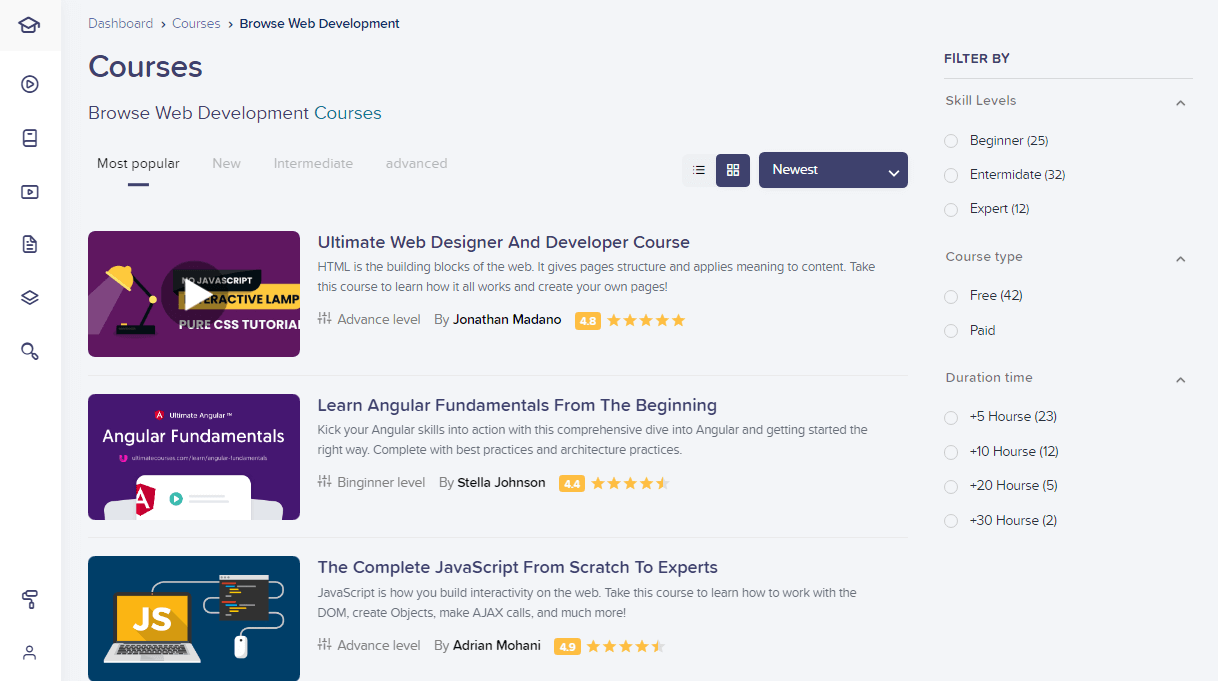 Dashboard › Courses › Browse Web Development
Courses
Browse Web Development Courses
Most popular New Intermediate advanced
Newest
NO JAVASCRIPT
INTERACTIVE LAMP
PURE CSS TUTORIAL
Ultimate Web Designer And Developer Course
HTML is the building blocks of the web. It gives pages structure and applies meaning to content. Take
this course to learn how it all works and create your own pages!
Advance level By Jonathan Madano 4.8
Ultimate Angular™
Angular Fundamentals
ultimatecourses.com/learn/angular-fundamentals
A
Learn Angular Fundamentals From The Beginning
Kick your Angular skills into action with this comprehensive dive into Angular and getting started the
right way. Complete with best practices and architecture practices.
Binginner level By Stella Johnson 4.4
JS
The Complete JavaScript From Scratch To Experts
JavaScript is how you build interactivity on the web. Take this course to learn how to work with the
DOM, create Objects, make AJAX calls, and much more!
Advance level By Adrian Mohani 4.9
FILTER BY
Skill Levels
Beginner (25)
Entermidate (32)
Expert (12)
Course type
Free (42)
Paid
Duration time
+5 Hourse (23)
+10 Hourse (12)
+20 Hourse (5)
+30 Hourse (2)